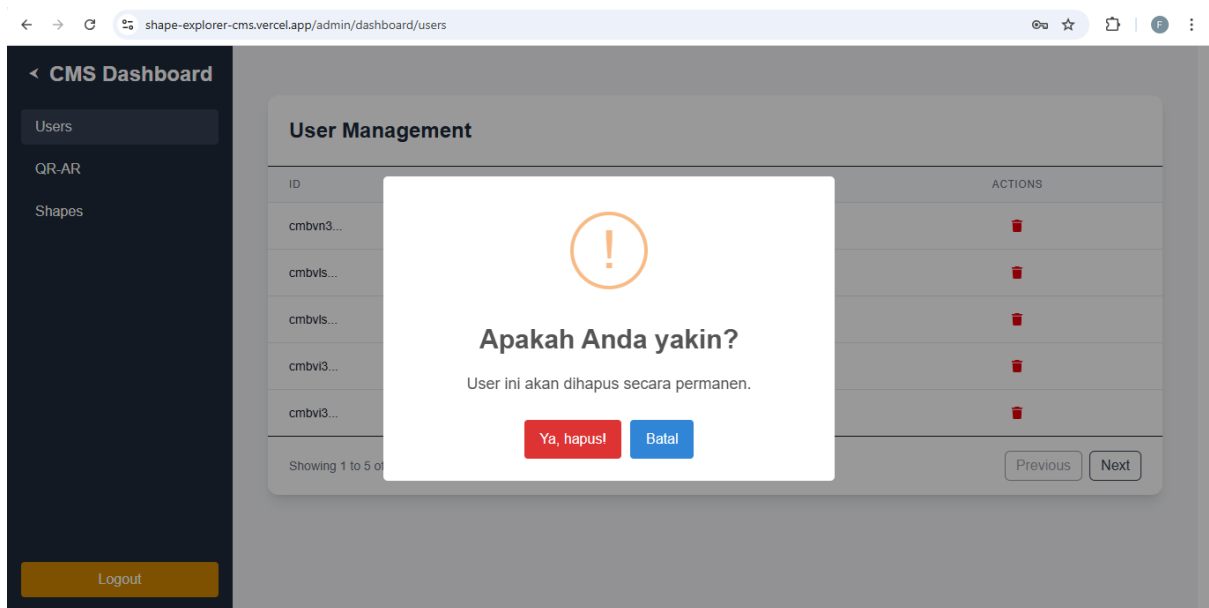 shape-explorer-cms.vercel.app/admin/dashboard/users
F
CMS Dashboard
Users
QR-AR
Shapes
Logout
User Management
ID
ACTIONS
cmbvn3...
cmbvls...
cmbvls...
cmbvi3...
cmbvi3...
Showing 1 to 5 of
Previous
Next
!
Apakah Anda yakin?
User ini akan dihapus secara permanen.
Ya, hapus!
Batal